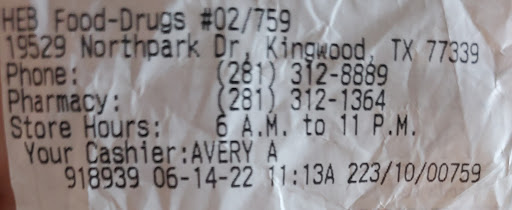 HEB Food-Drugs #02/759
19529 Northpark Dr, Kingwood, TX 77339
Phone: (281) 312-8889
Pharmacy: (281) 312-1364
Store Hours: 6 A.M. to 11 P.M.
Your Cashier:AVERY A
918939 06-14-22 11:13A 223/10/00759